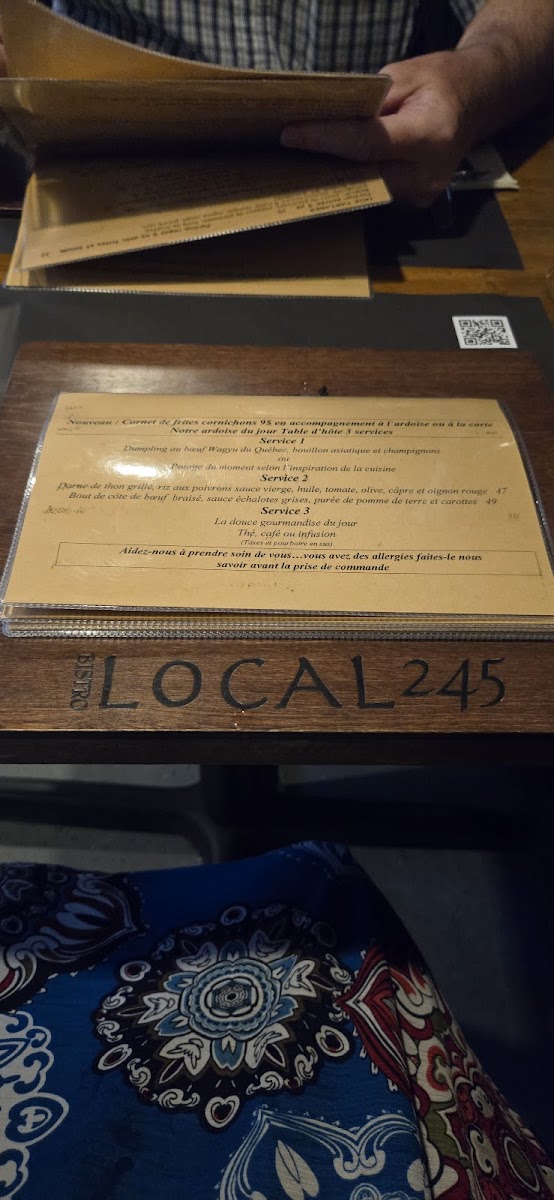 Nouveau : Cornet de frites cornichons 9$ en accompagnement à l'ardoise ou à la carte
Notre ardoise du jour Table d'hôte 3 services
Service 1
Dumpling au bœuf Wagyu du Québec, bouillon asiatique et champignons
ou
Potage du moment selon l'inspiration de la cuisine
Service 2
Darne de thon grillé, riz aux poivrons sauce vierge, huile, tomate, olive, câpre et oignon rouge 47
Bout de côte de bœuf braisé, sauce échalotes grises, purée de pomme de terre et carottes 49
Service 3
La douce gourmandise du jour
Thé, café ou infusion
(Taxes et pourboire en sus)
Aidez-nous à prendre soin de vous...vous avez des allergies faites-le nous
savoir avant la prise de commande
BISTRO LOCAL 245